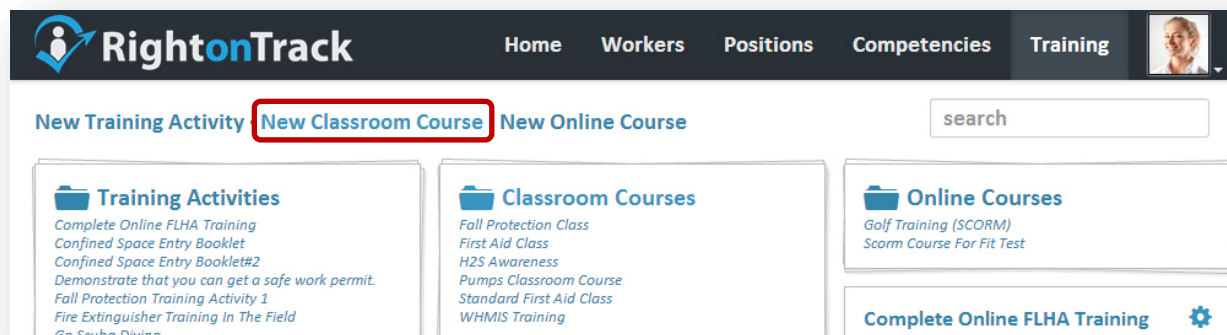 RightonTrack Home Workers Positions Competencies Training
New Training Activity New Classroom Course New Online Course search
Training Activities
Complete Online FLHA Training
Confined Space Entry Booklet
Confined Space Entry Booklet#2
Demonstrate that you can get a safe work permit.
Fall Protection Training Activity 1
Fire Extinguisher Training In The Field
Go Scuba Diving
Classroom Courses
Fall Protection Class
First Aid Class
H2S Awareness
Pumps Classroom Course
Standard First Aid Class
WHMIS Training
Online Courses
Golf Training (SCORM)
Scorm Course For Fit Test
Complete Online FLHA Training